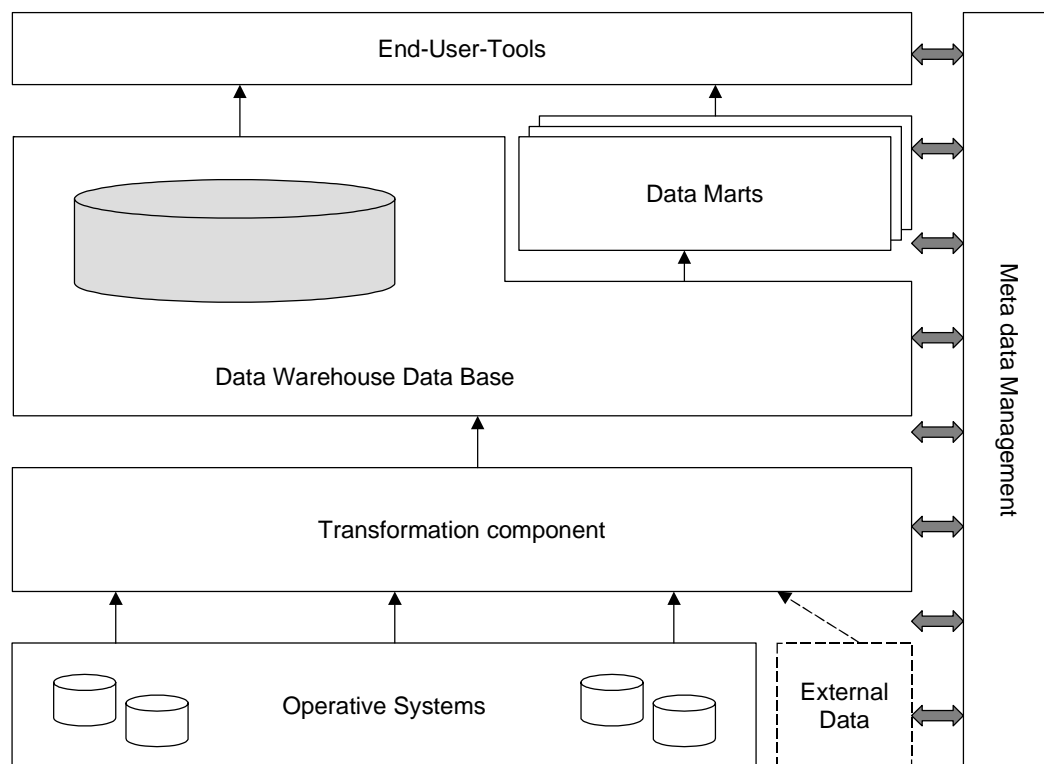 End-User-Tools
Data Marts
Data Warehouse Data Base
Transformation component
Operative Systems
External
Data
Meta data Management